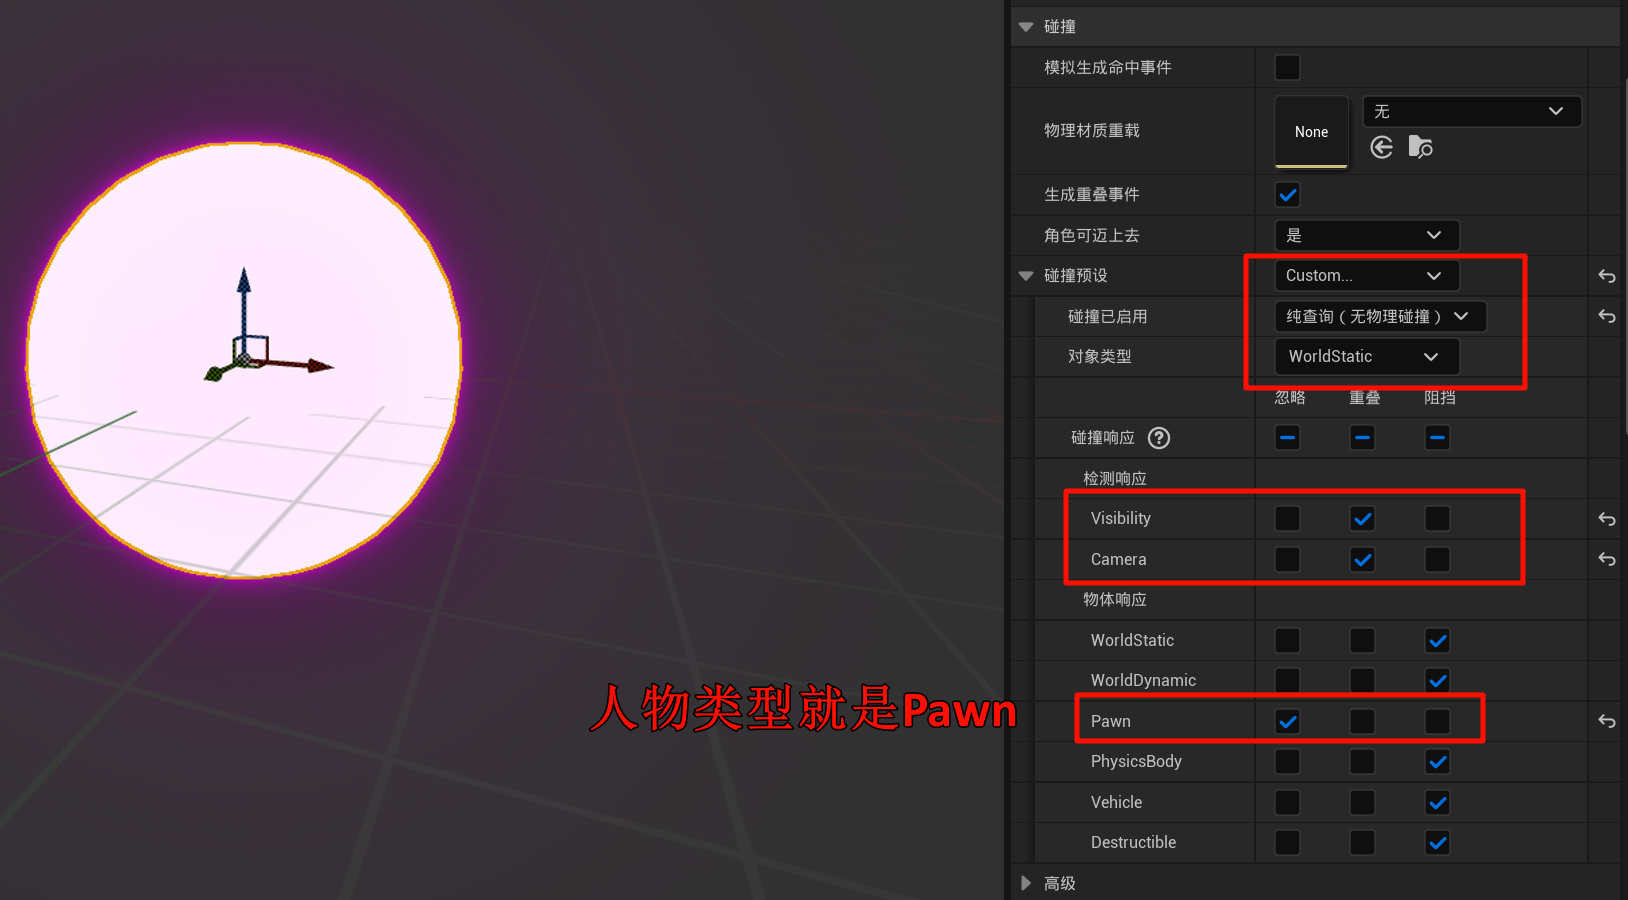 碰撞
模拟生成命中事件
物理材质重载
None
无
生成重叠事件
角色可迈上去
是
碰撞预设
Custom...
碰撞已启用
纯查询（无物理碰撞）
对象类型
WorldStatic
忽略 重叠 阻挡
碰撞响应 ?
检测响应
Visibility
Camera
物体响应
WorldStatic
WorldDynamic
人物类型就是Pawn
Pawn
PhysicsBody
Vehicle
Destructible
高级